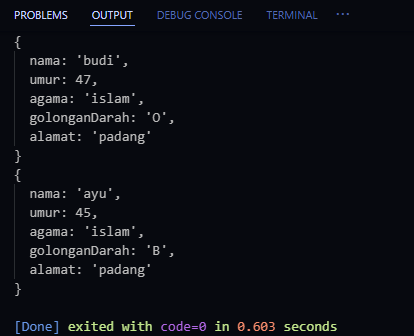 PROBLEMS OUTPUT DEBUG CONSOLE TERMINAL ···
{
  nama: 'budi',
  umur: 47,
  agama: 'islam',
  golonganDarah: 'O',
  alamat: 'padang'
}
{
  nama: 'ayu',
  umur: 45,
  agama: 'islam',
  golonganDarah: 'B',
  alamat: 'padang'
}
[Done] exited with code=0 in 0.603 seconds